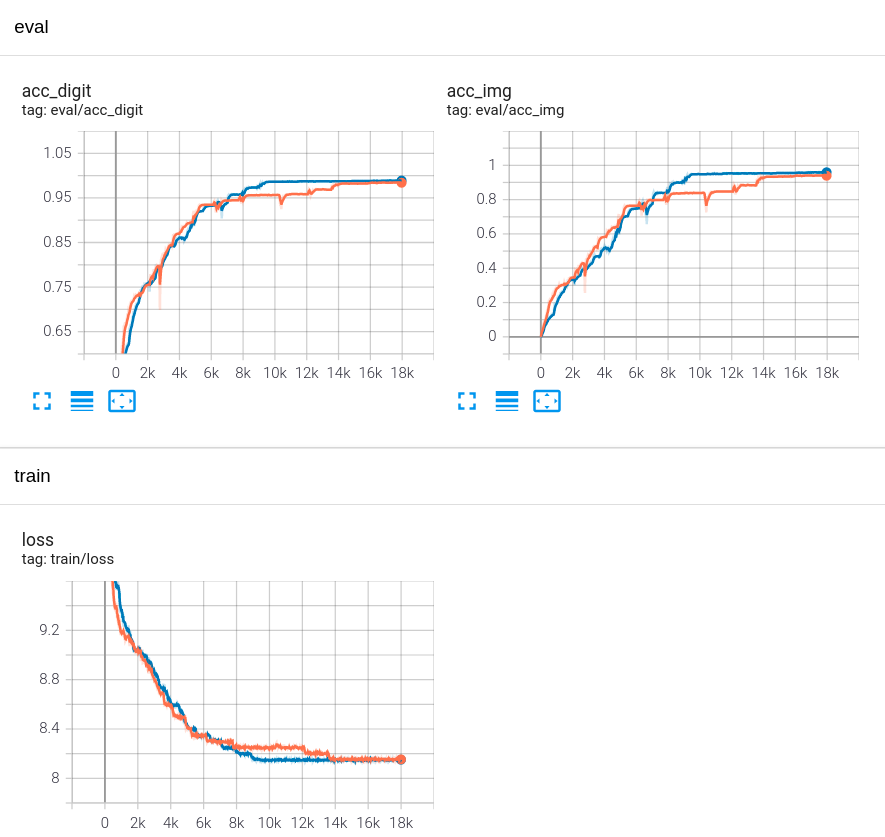 eval
acc_digit
tag: eval/acc_digit
1.05
0.95
0.85
0.75
0.65
0 2k 4k 6k 8k 10k 12k 14k 16k 18k
acc_img
tag: eval/acc_img
1
0.8
0.6
0.4
0.2
0
0 2k 4k 6k 8k 10k 12k 14k 16k 18k
train
loss
tag: train/loss
9.2
8.8
8.4
8
0 2k 4k 6k 8k 10k 12k 14k 16k 18k